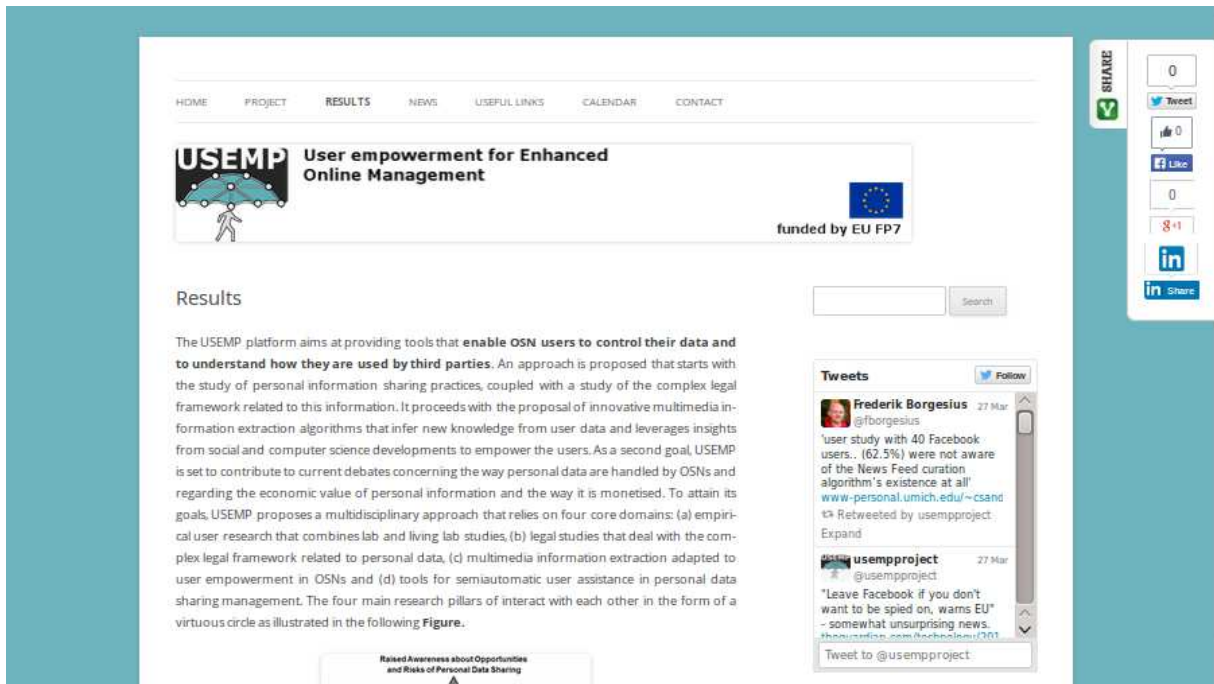 HOME PROJECT RESULTS NEWS USEFUL LINKS CALENDAR CONTACT
USEMP
User empowerment for Enhanced
Online Management
funded by EU FP7
Results
The USEMP platform aims at providing tools that enable OSN users to control their data and
to understand how they are used by third parties. An approach is proposed that starts with
the study of personal information sharing practices, coupled with a study of the complex legal
framework related to this information. It proceeds with the proposal of innovative multimedia in-
formation extraction algorithms that infer new knowledge from user data and leverages insights
from social and computer science developments to empower the users. As a second goal, USEMP
is set to contribute to current debates concerning the way personal data are handled by OSNs and
regarding the economic value of personal information and the way it is monetised. To attain its
goals, USEMP proposes a multidisciplinary approach that relies on four core domains: (a) empiri-
cal user research that combines lab and living lab studies, (b) legal studies that deal with the com-
plex legal framework related to personal data, (c) multimedia information extraction adapted to
user empowerment in OSNs and (d) tools for semiautomatic user assistance in personal data
sharing management. The four main research pillars of interact with each other in the form of a
virtuous circle as illustrated in the following Figure.
Raised Awareness about Opportunities
and Risks of Personal Data Sharing
Search
Tweets Follow
Frederik Borgesius 27 Mar
@fborgesius
'user study with 40 Facebook
users.. (62.5%) were not aware
of the News Feed curation
algorithm's existence at all'
www-personal.umich.edu/~csand
Retweeted by usempproject
Expand
usempproject 27 Mar
@usempproject
"Leave Facebook if you don't
want to be spied on, warns EU"
- somewhat unsurprising news.
theguardian.com/technology/201
Tweet to @usempproject
SHARE
0
Tweet
0
Like
0
g+1
in
in Share